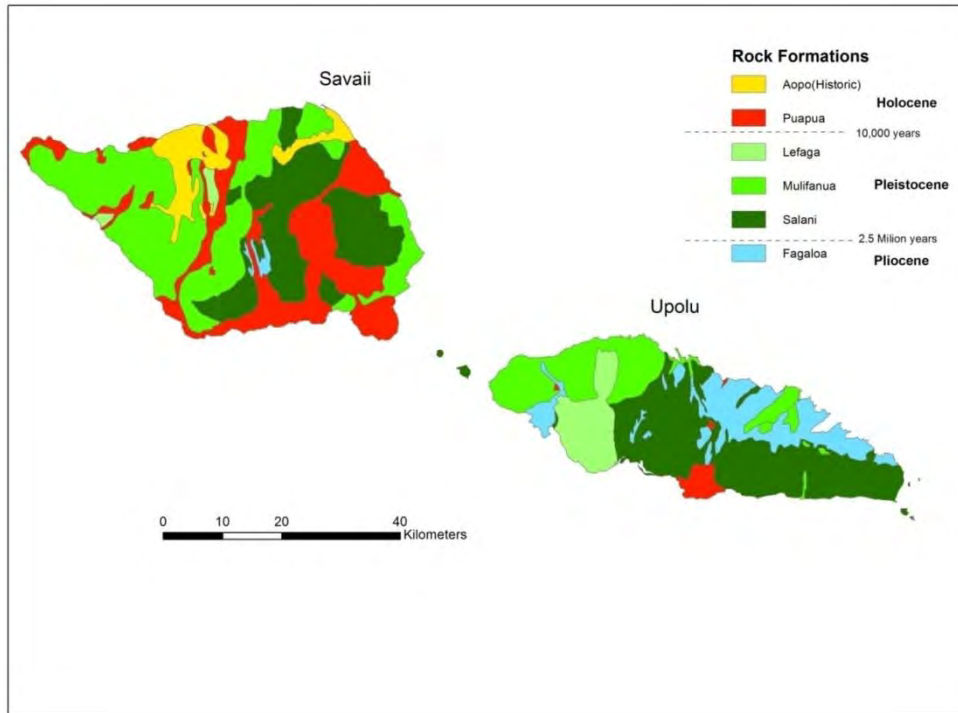 Savaii
Rock Formations
Aopo(Historic)
Holocene
Puapua
10,000 years
Lefaga
Mulifanua
Pleistocene
Salani
2.5 Milion years
Fagaloa
Pliocene
Upolu
0 10 20 40
Kilometers